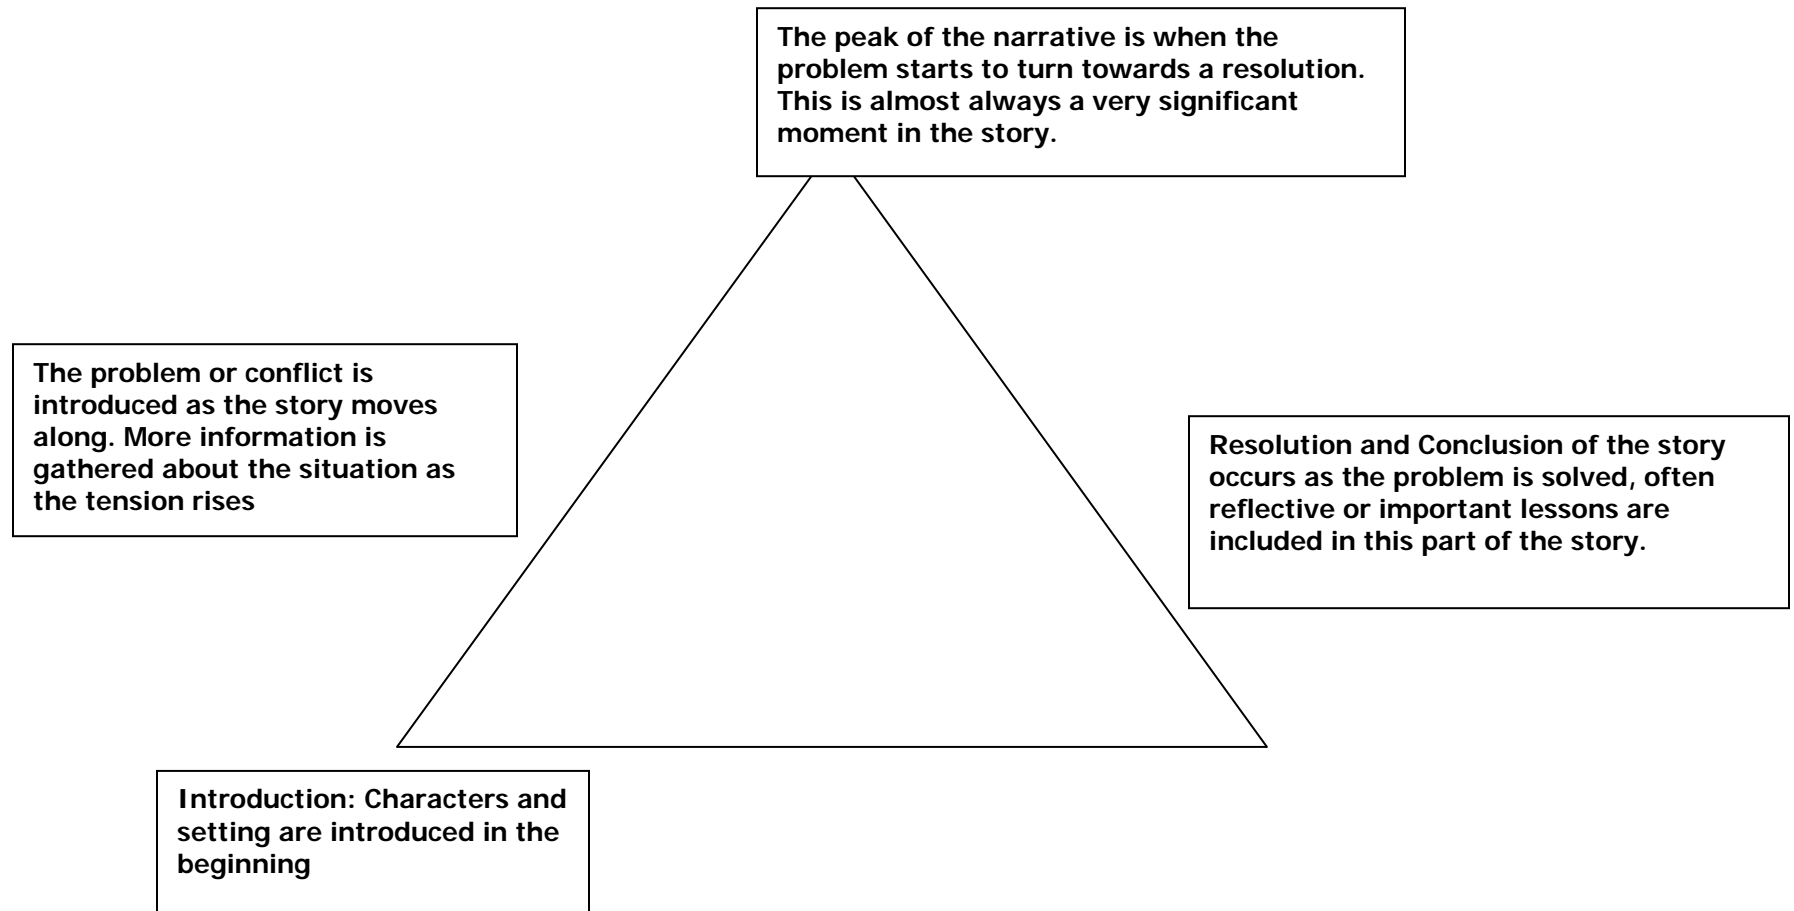 The peak of the narrative is when the
problem starts to turn towards a resolution.
This is almost always a very significant
moment in the story.
The problem or conflict is
introduced as the story moves
along. More information is
gathered about the situation as
the tension rises
Resolution and Conclusion of the story
occurs as the problem is solved, often
reflective or important lessons are
included in this part of the story.
Introduction: Characters and
setting are introduced in the
beginning